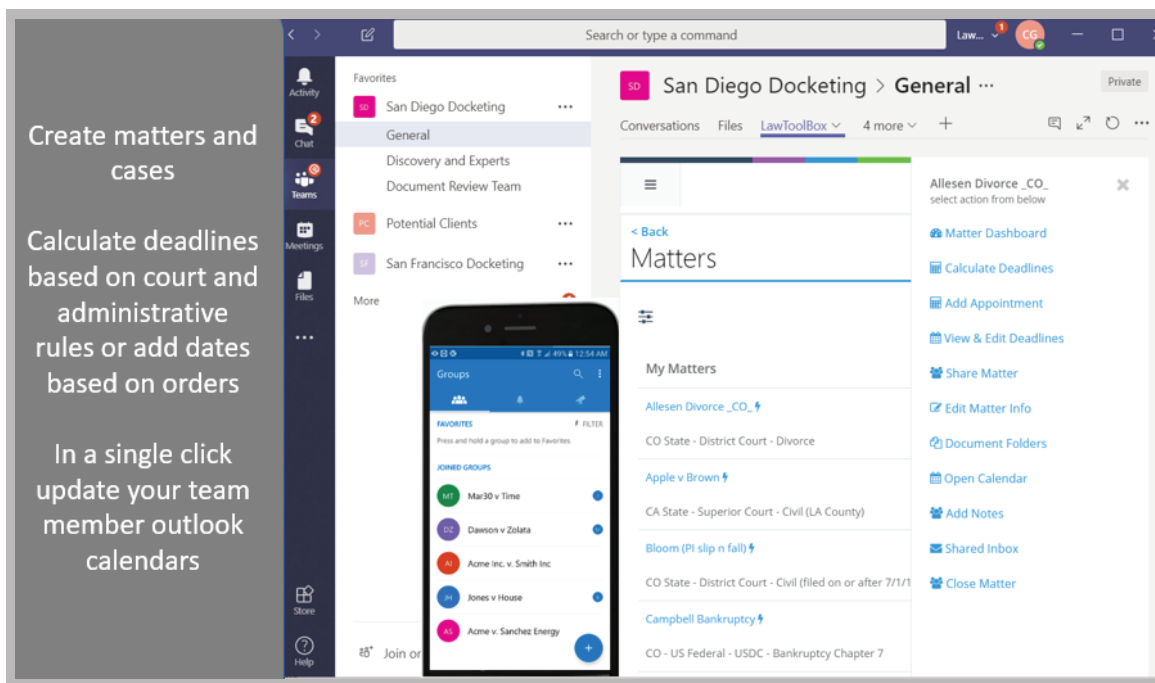 Create matters and
cases
Calculate deadlines
based on court and
administrative
rules or add dates
based on orders
In a single click
update your team
member outlook
calendars
Search or type a command
Law...
1
CG
Activity
Chat
2
Teams
Meetings
Files
Store
Help
Favorites
SD San Diego Docketing
General
Discovery and Experts
Document Review Team
PC Potential Clients
SF San Francisco Docketing
More
Join or
49% 12:54 AM
Groups
FAVORITES
FILTER
Press and hold a group to add to Favorites
JOINED GROUPS
MT Mar30 v Time
DZ Dawson v Zolata
AI Acme Inc. v. Smith Inc
JH Jones v House
AS Acme v. Sanchez Energy
+
SD San Diego Docketing > General ...
Private
Conversations Files LawToolBox 4 more +
< Back
Matters
My Matters
Allesen Divorce _CO_
CO State - District Court - Divorce
Apple v Brown
CA State - Superior Court - Civil (LA County)
Bloom (PI slip n fall)
CO State - District Court - Civil (filed on or after 7/1/1
Campbell Bankruptcy
CO - US Federal - USDC - Bankruptcy Chapter 7
Allesen Divorce _CO_
select action from below
Matter Dashboard
Calculate Deadlines
Add Appointment
View & Edit Deadlines
Share Matter
Edit Matter Info
Document Folders
Open Calendar
Add Notes
Shared Inbox
Close Matter